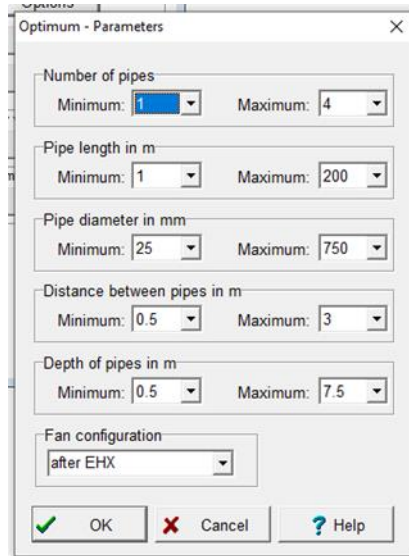 Options
Optimum - Parameters
Number of pipes
Minimum: 1 Maximum: 4
Pipe length in m
Minimum: 1 Maximum: 200
Pipe diameter in mm
Minimum: 25 Maximum: 750
Distance between pipes in m
Minimum: 0.5 Maximum: 3
Depth of pipes in m
Minimum: 0.5 Maximum: 7.5
Fan configuration
after EHX
OK Cancel ? Help